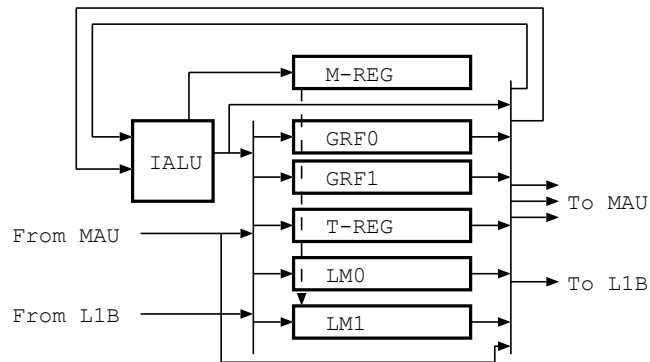 M-REG
GRF0
IALU
GRF1
To MAU
T-REG
From MAU
LM0
To L1B
From L1B
LM1